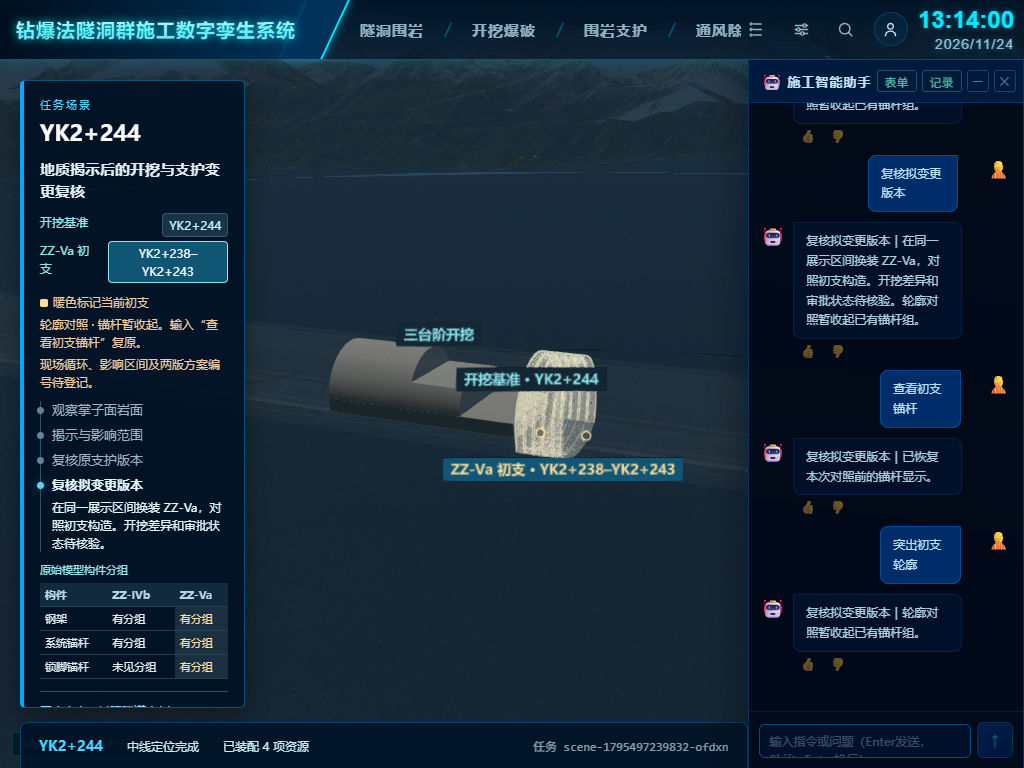 钻爆法隧洞群施工数字孪生系统
隧洞围岩 / 开挖爆破 / 围岩支护 / 通风除
13:14:00
2026/11/24
任务场景
YK2+244
地质揭示后的开挖与支护变
更复核
开挖基准 YK2+244
ZZ-Va 初
支
YK2+238–
YK2+243
暖色标记当前初支
轮廓对照 · 锚杆暂收起。输入“查
看初支锚杆”复原。
现场循环、影响区间及两版方案编
号待登记。
观察掌子面岩面
揭示与影响范围
复核原支护版本
复核拟变更版本
在同一展示区间换装 ZZ-Va，对
照初支构造。开挖差异和审批状
态待核验。
原始模型构件分组
构件 ZZ-IVb ZZ-Va
钢架 有分组 有分组
系统锚杆 有分组 有分组
锁脚锚杆 未见分组 有分组
三台阶开挖
开挖基准 • YK2+244
ZZ-Va 初支 • YK2+238–YK2+243
YK2+244 中线定位完成 已装配 4 项资源 任务 scene-1795497239832-ofdxn
施工智能助手 表单 记录
照暂收起已有锚杆组。
复核拟变更
版本
复核拟变更版本 | 在同一
展示区间换装 ZZ-Va，对
照初支构造。开挖差异和
审批状态待核验。轮廓对
照暂收起已有锚杆组。
查看初支
锚杆
复核拟变更版本 | 已恢复
本次对照前的锚杆显示。
突出初支
轮廓
复核拟变更版本 | 轮廓对
照暂收起已有锚杆组。
输入指令或问题（Enter发送，